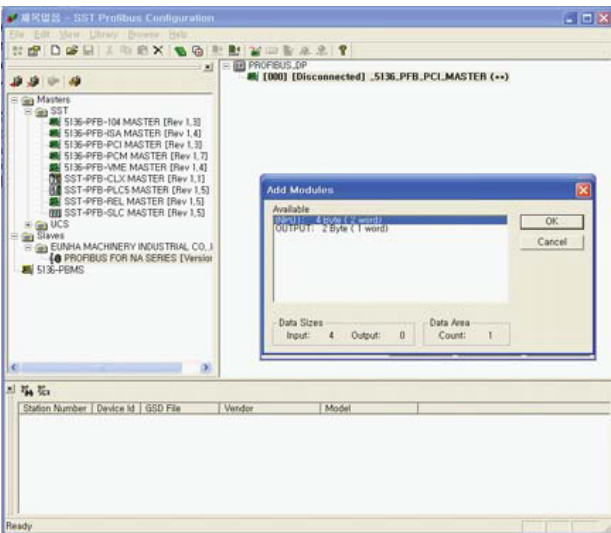 제목없음 - SST Profibus Configuration
File Edit View Library Browse Help
PROFIBUS_DP
[000] [Disconnected] _5136_PFB_PCI_MASTER (**)
Masters
SST
5136-PFB-104 MASTER [Rev 1,3]
5136-PFB-ISA MASTER [Rev 1,4]
5136-PFB-PCI MASTER [Rev 1,3]
5136-PFB-PCM MASTER [Rev 1,7]
5136-PFB-VME MASTER [Rev 1,4]
SST-PFB-CLX MASTER [Rev 1,1]
SST-PFB-PLC5 MASTER [Rev 1,5]
SST-PFB-REL MASTER [Rev 1,5]
SST-PFB-SLC MASTER [Rev 1,5]
UCS
Slaves
EUNHA MACHINERY INDUSTRIAL CO.,
PROFIBUS FOR NA SERIES [Version
5136-PBMS
Add Modules
Available
INPUT: 4 Byte ( 2 word)
OUTPUT: 2 Byte ( 1 word)
OK
Cancel
Data Sizes
Input: 4 Output: 0
Data Area
Count: 1
Station Number Device Id GSD File Vendor Model
Ready